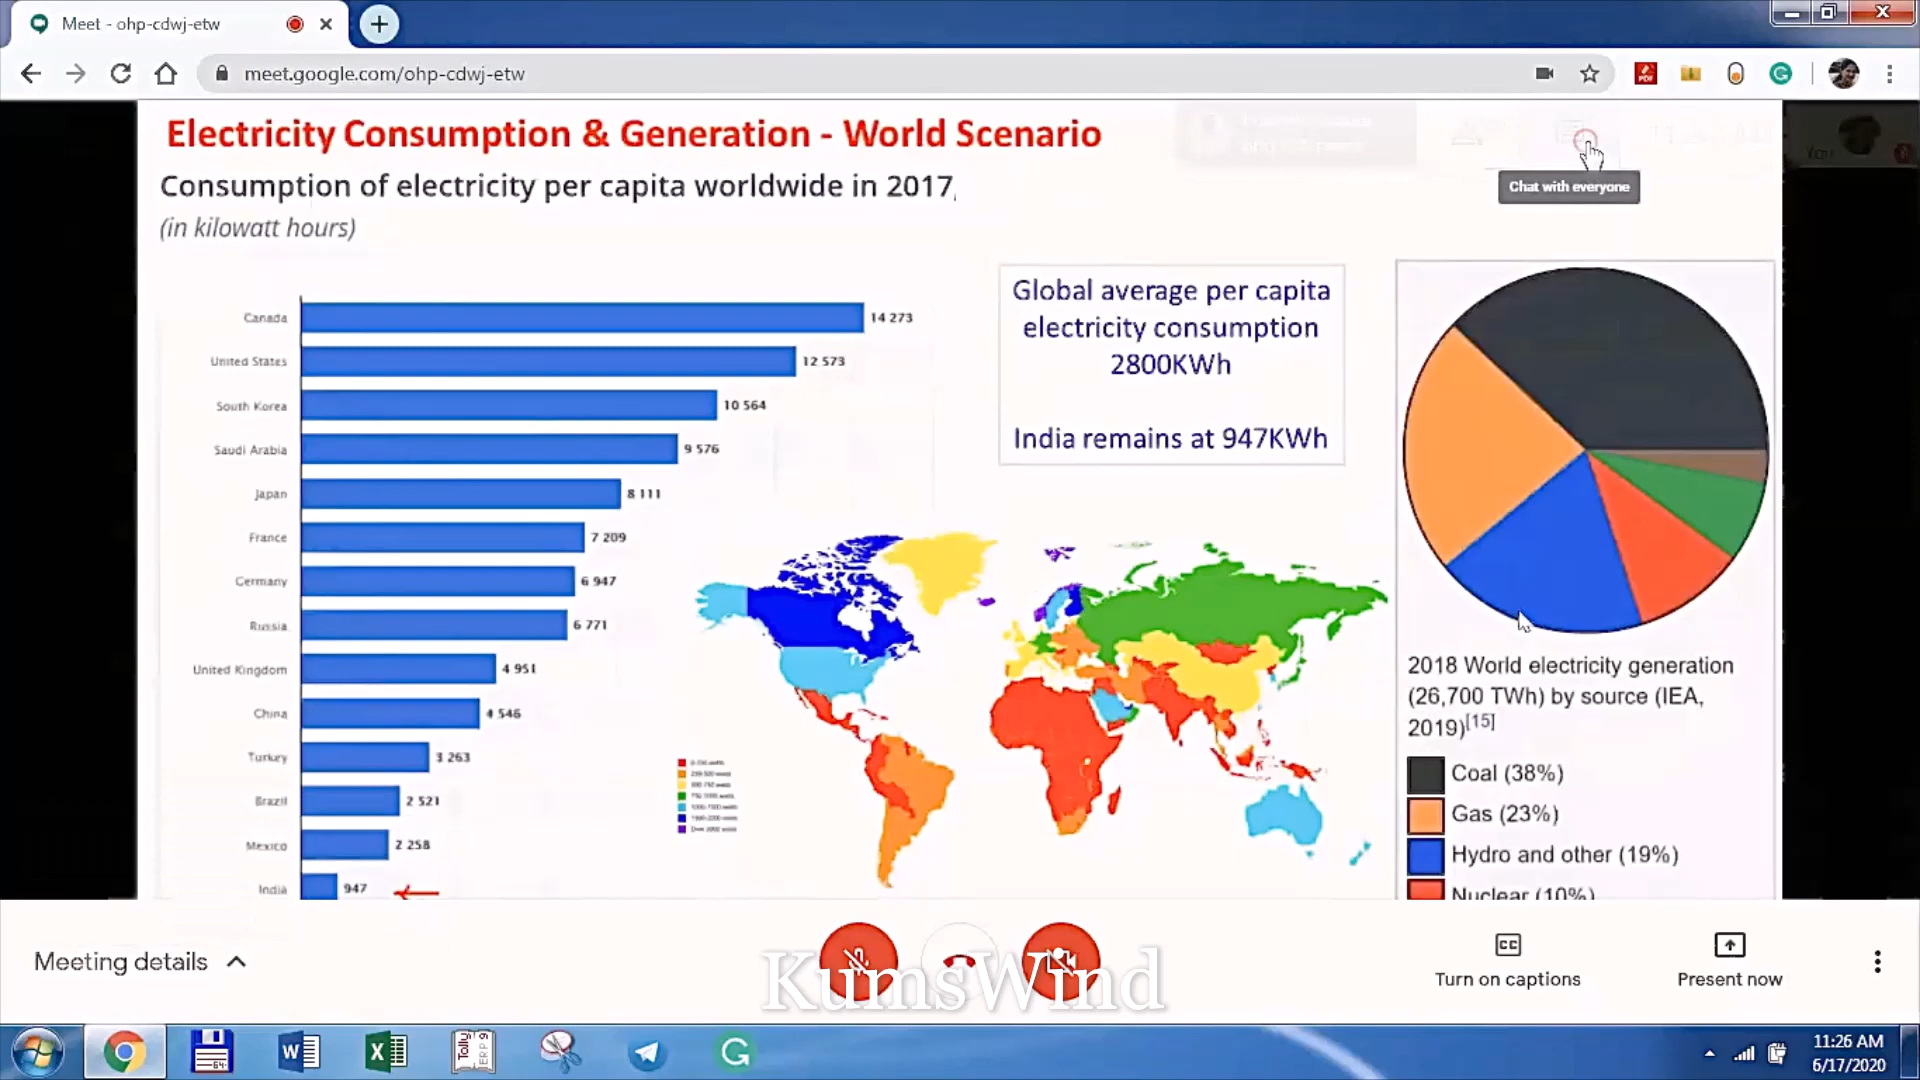 Meet - ohp-cdwj-etw
meet.google.com/ohp-cdwj-etw
Electricity Consumption & Generation - World Scenario
Consumption of electricity per capita worldwide in 2017,
(in kilowatt hours)
Chat with everyone
You
Canada 14 273
United States 12 573
South Korea 10 564
Saudi Arabia 9 576
Japan 8 111
France 7 209
Germany 6 947
Russia 6 771
United Kingdom 4 951
China 4 546
Turkey 3 263
Brazil 2 521
Mexico 2 258
India 947
Global average per capita
electricity consumption
2800KWh
India remains at 947KWh
2018 World electricity generation
(26,700 TWh) by source (IEA,
2019)[15]
Coal (38%)
Gas (23%)
Hydro and other (19%)
Nuclear (10%)
Meeting details
KumsWind
Turn on captions
Present now
11:26 AM
6/17/2020